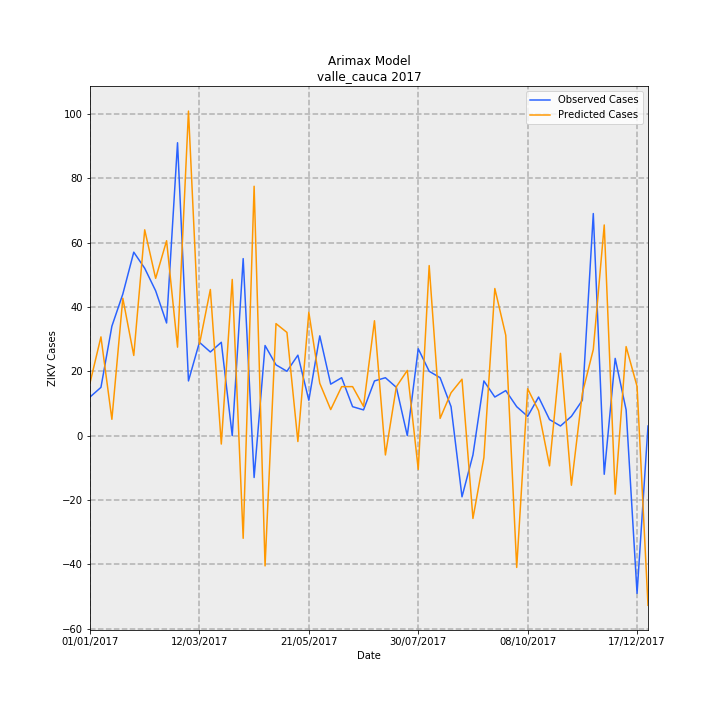 Arimax Model
valle_cauca 2017
Observed Cases
Predicted Cases
ZIKV Cases
100
80
60
40
20
0
−20
−40
−60
01/01/2017
12/03/2017
21/05/2017
30/07/2017
08/10/2017
17/12/2017
Date